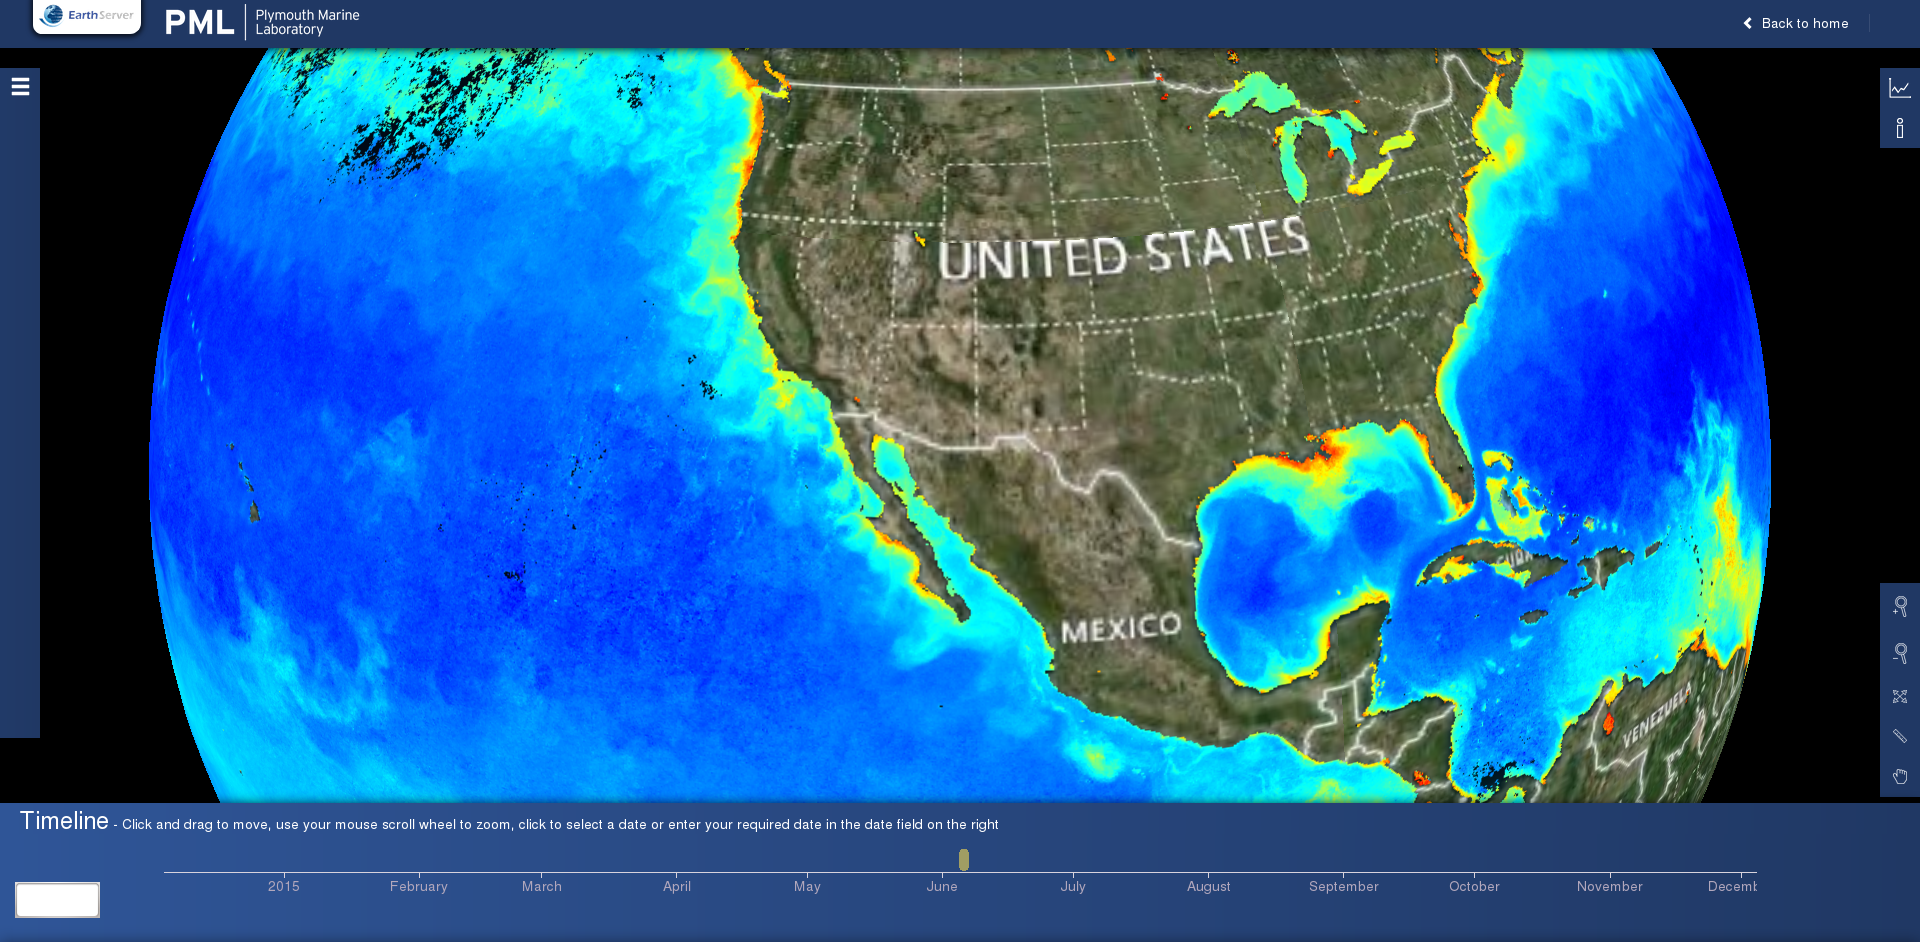 EarthServer
PML
Plymouth Marine
Laboratory
Back to home
UNITED STATES
MEXICO
VENEZUELA
Timeline - Click and drag to move, use your mouse scroll wheel to zoom, click to select a date or enter your required date in the date field on the right
2015 February March April May June July August September October November Decemb